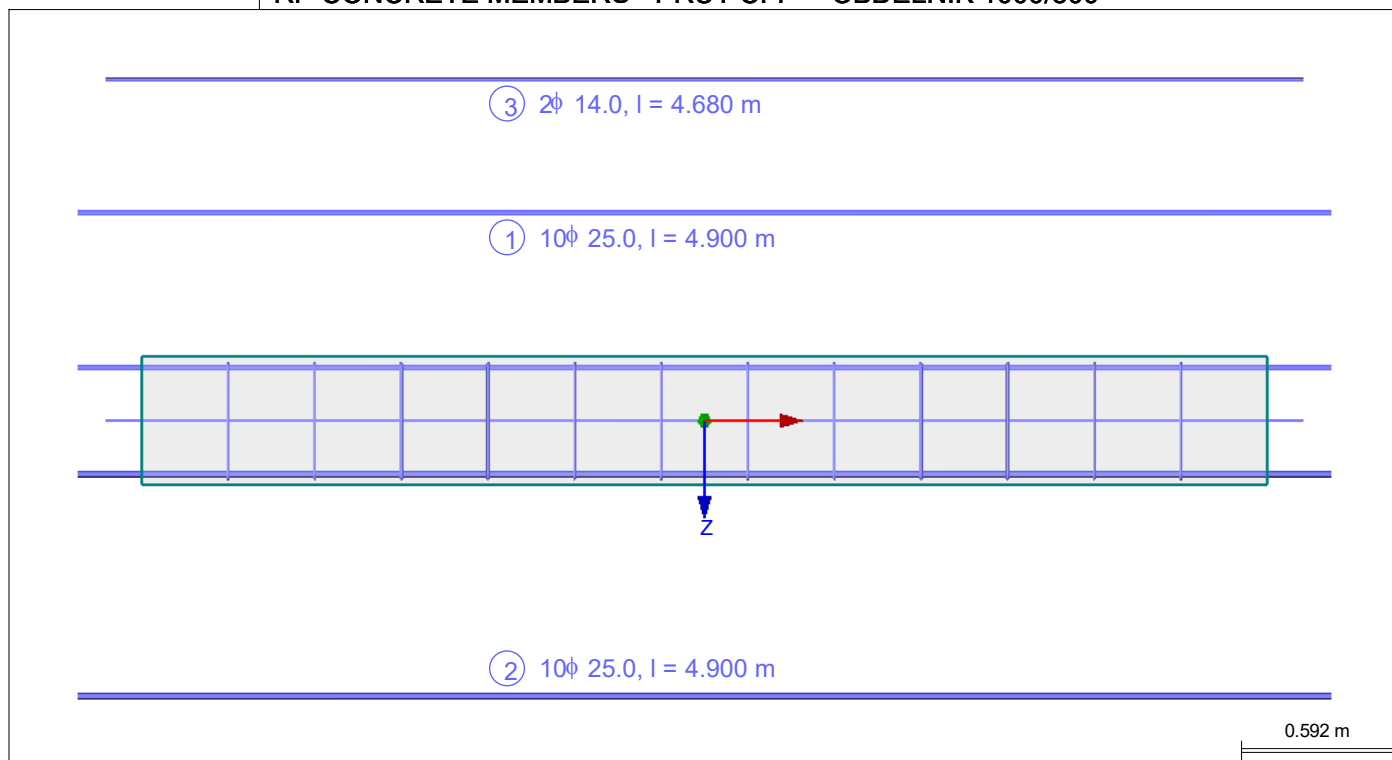 3 2ϕ 14.0, l = 4.680 m
1 10ϕ 25.0, l = 4.900 m
Z
2 10ϕ 25.0, l = 4.900 m
0.592 m